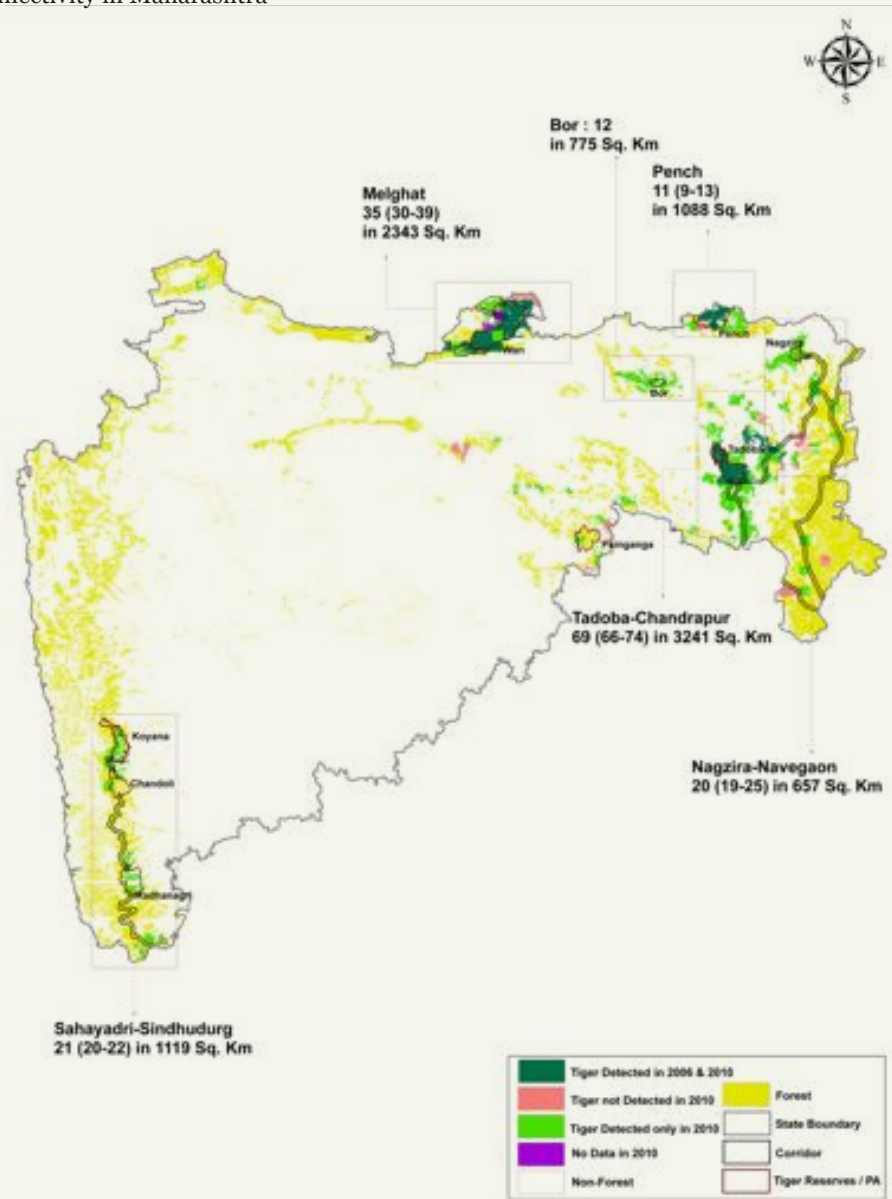 N
W E
S
Bor : 12
in 775 Sq. Km
Pench
11 (9-13)
in 1088 Sq. Km
Melghat
35 (30-39)
in 2343 Sq. Km
Pench
Nagzira
Wan
Bor
Tadoba
Painganga
Tadoba-Chandrapur
69 (66-74) in 3241 Sq. Km
Koyana
Chandoli
Nagzira-Navegaon
20 (19-25) in 657 Sq. Km
Radhanagri
Sahayadri-Sindhudurg
21 (20-22) in 1119 Sq. Km
Tiger Detected in 2006 & 2010
Tiger not Detected in 2010
Tiger Detected only in 2010
No Data in 2010
Non-Forest
Forest
State Boundary
Corridor
Tiger Reserves / PA